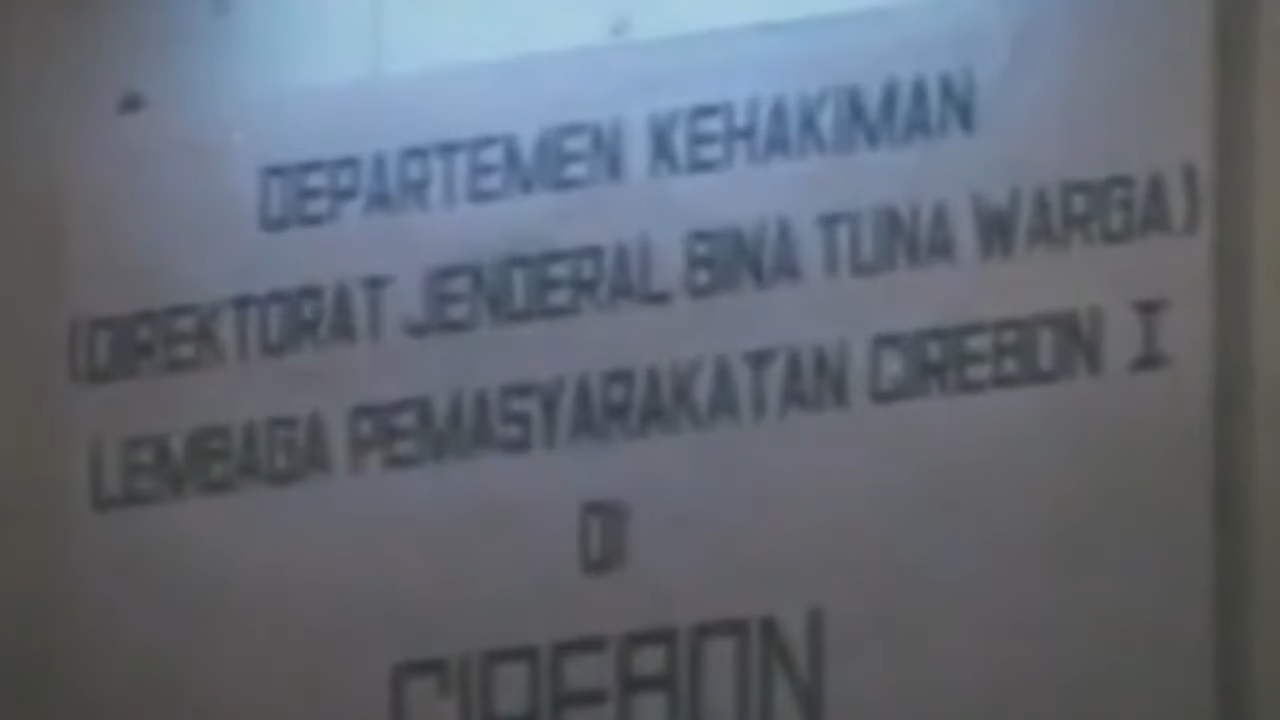 DEPARTEMEN KEHAKIMAN
(DIREKTORAT JENDERAL BINA TUNA WARGA)
LEMBAGA PEMASYARAKATAN CIREBON I
DI
CIREBON